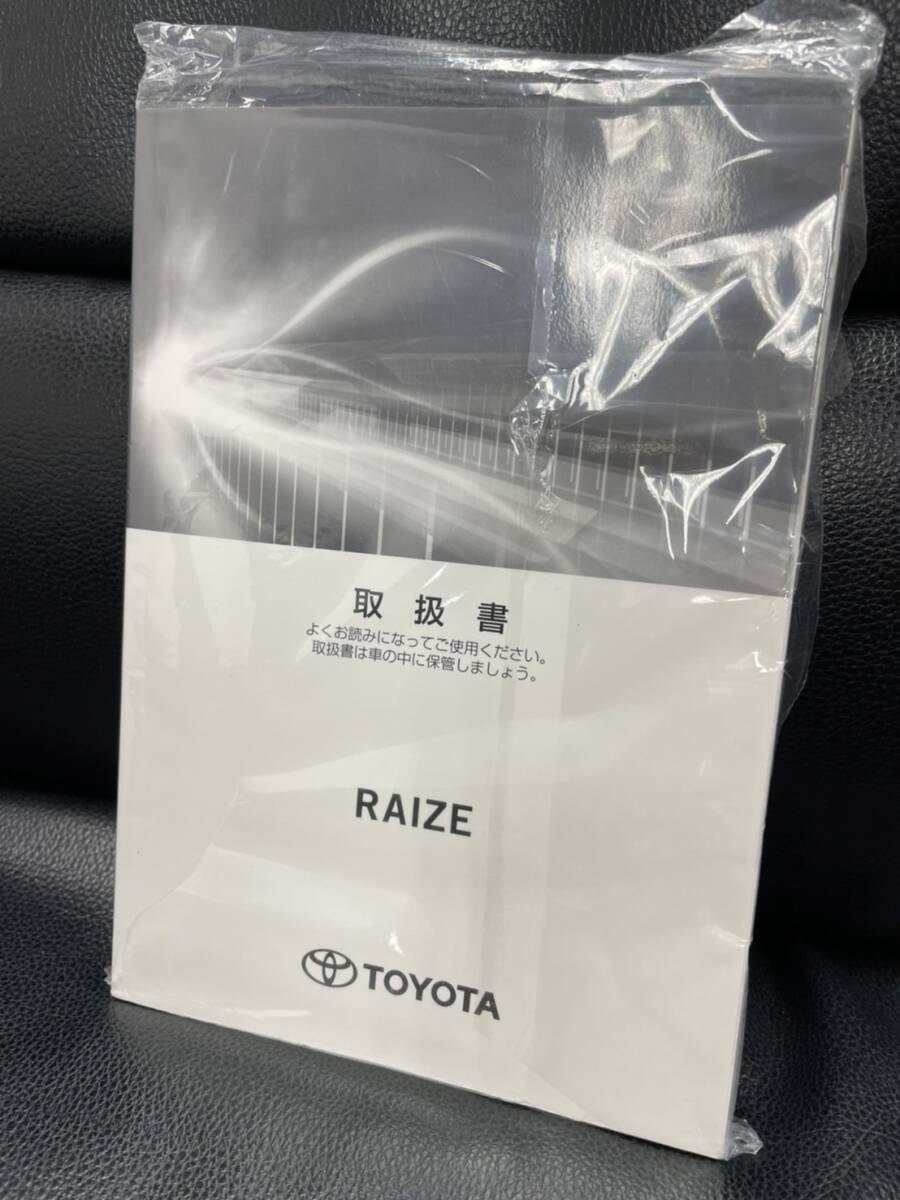 取扱書
よくお読みになってご使用ください。
取扱書は車の中に保管しましょう。
RAIZE
TOYOTA